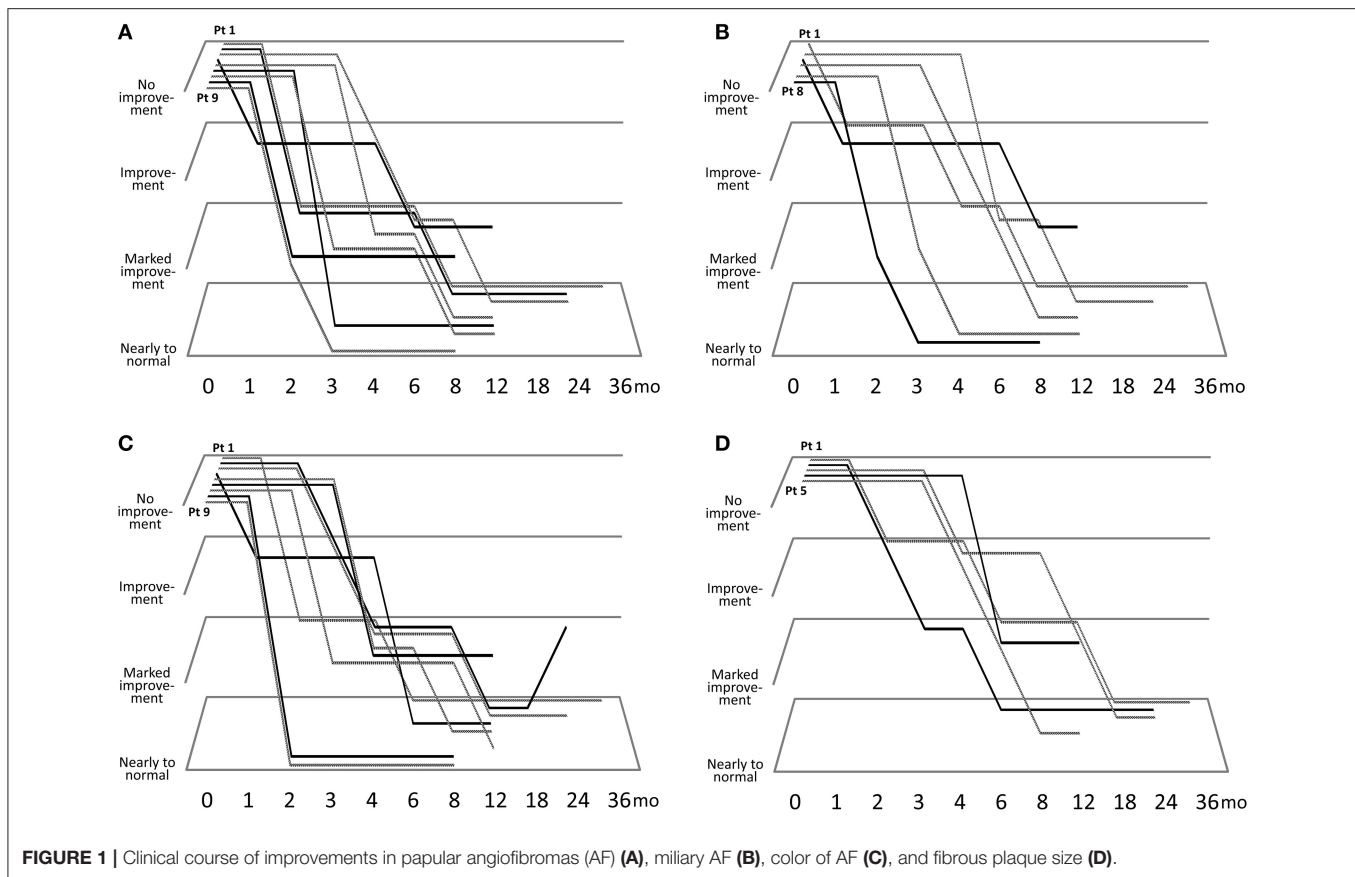 A
Pt 1
No
improve-
ment
Pt 9
Improve-
ment
Marked
improve-
ment
Nearly to
normal
0 1 2 3 4 6 8 12 18 24 36mo
B
Pt 1
No
improve-
ment
Pt 8
Improve-
ment
Marked
improve-
ment
Nearly to
normal
0 1 2 3 4 6 8 12 18 24 36mo
C
Pt 1
No
improve-
ment
Pt 9
Improve-
ment
Marked
improve-
ment
Nearly to
normal
0 1 2 3 4 6 8 12 18 24 36mo
D
Pt 1
No
improve-
ment
Pt 5
Improve-
ment
Marked
improve-
ment
Nearly to
normal
0 1 2 3 4 6 8 12 18 24 36mo
FIGURE 1 | Clinical course of improvements in papular angiofibromas (AF) (A), miliary AF (B), color of AF (C), and fibrous plaque size (D).